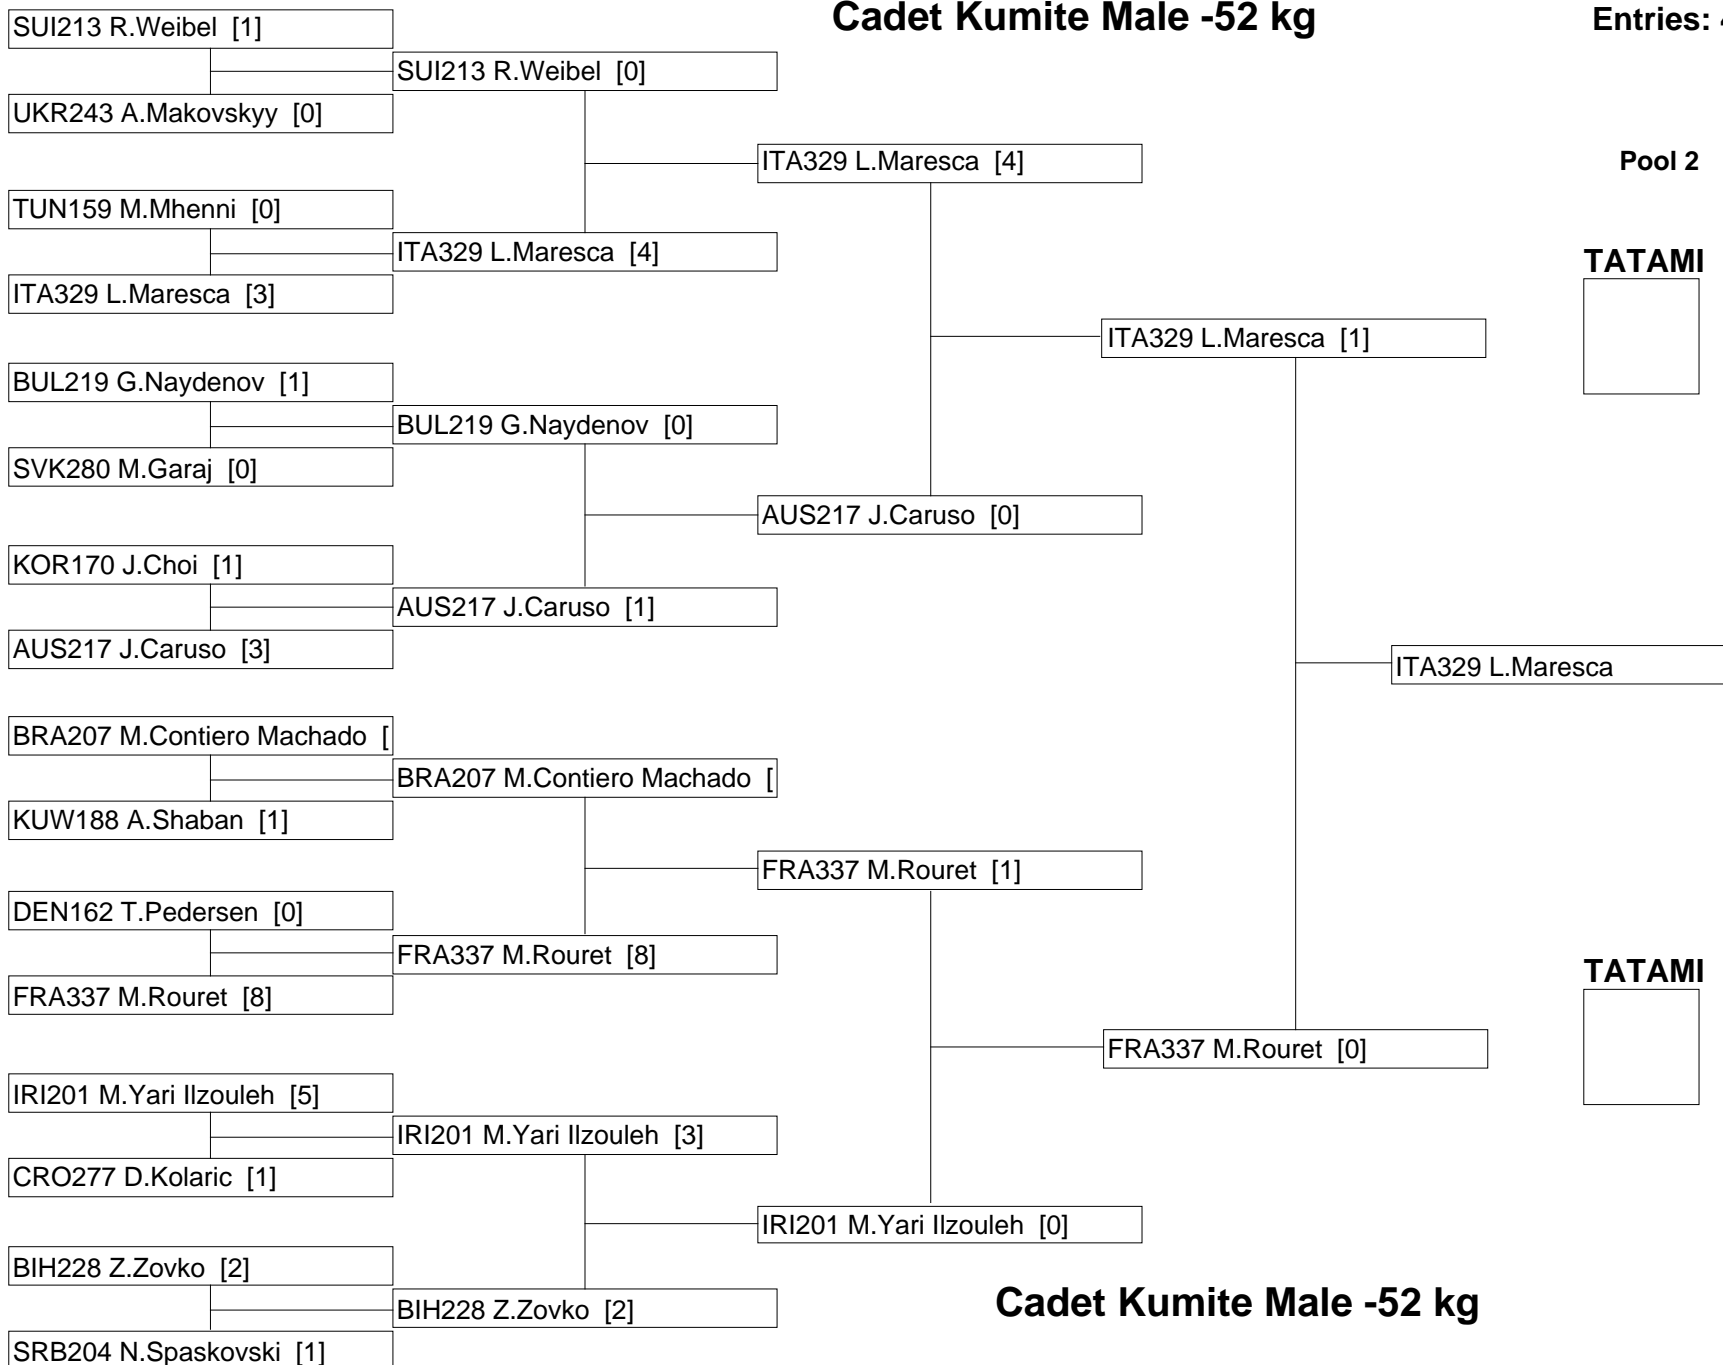 Cadet Kumite Male -52 kg
Entries: 4
Pool 2
TATAMI
TATAMI
SUI213 R.Weibel [1]
UKR243 A.Makovskyy [0]
TUN159 M.Mhenni [0]
ITA329 L.Maresca [3]
BUL219 G.Naydenov [1]
SVK280 M.Garaj [0]
KOR170 J.Choi [1]
AUS217 J.Caruso [3]
BRA207 M.Contiero Machado [
KUW188 A.Shaban [1]
DEN162 T.Pedersen [0]
FRA337 M.Rouret [8]
IRI201 M.Yari Ilzouleh [5]
CRO277 D.Kolaric [1]
BIH228 Z.Zovko [2]
SRB204 N.Spaskovski [1]
SUI213 R.Weibel [0]
ITA329 L.Maresca [4]
BUL219 G.Naydenov [0]
AUS217 J.Caruso [1]
BRA207 M.Contiero Machado [
FRA337 M.Rouret [8]
IRI201 M.Yari Ilzouleh [3]
BIH228 Z.Zovko [2]
ITA329 L.Maresca [4]
AUS217 J.Caruso [0]
FRA337 M.Rouret [1]
IRI201 M.Yari Ilzouleh [0]
ITA329 L.Maresca [1]
FRA337 M.Rouret [0]
ITA329 L.Maresca
Cadet Kumite Male -52 kg